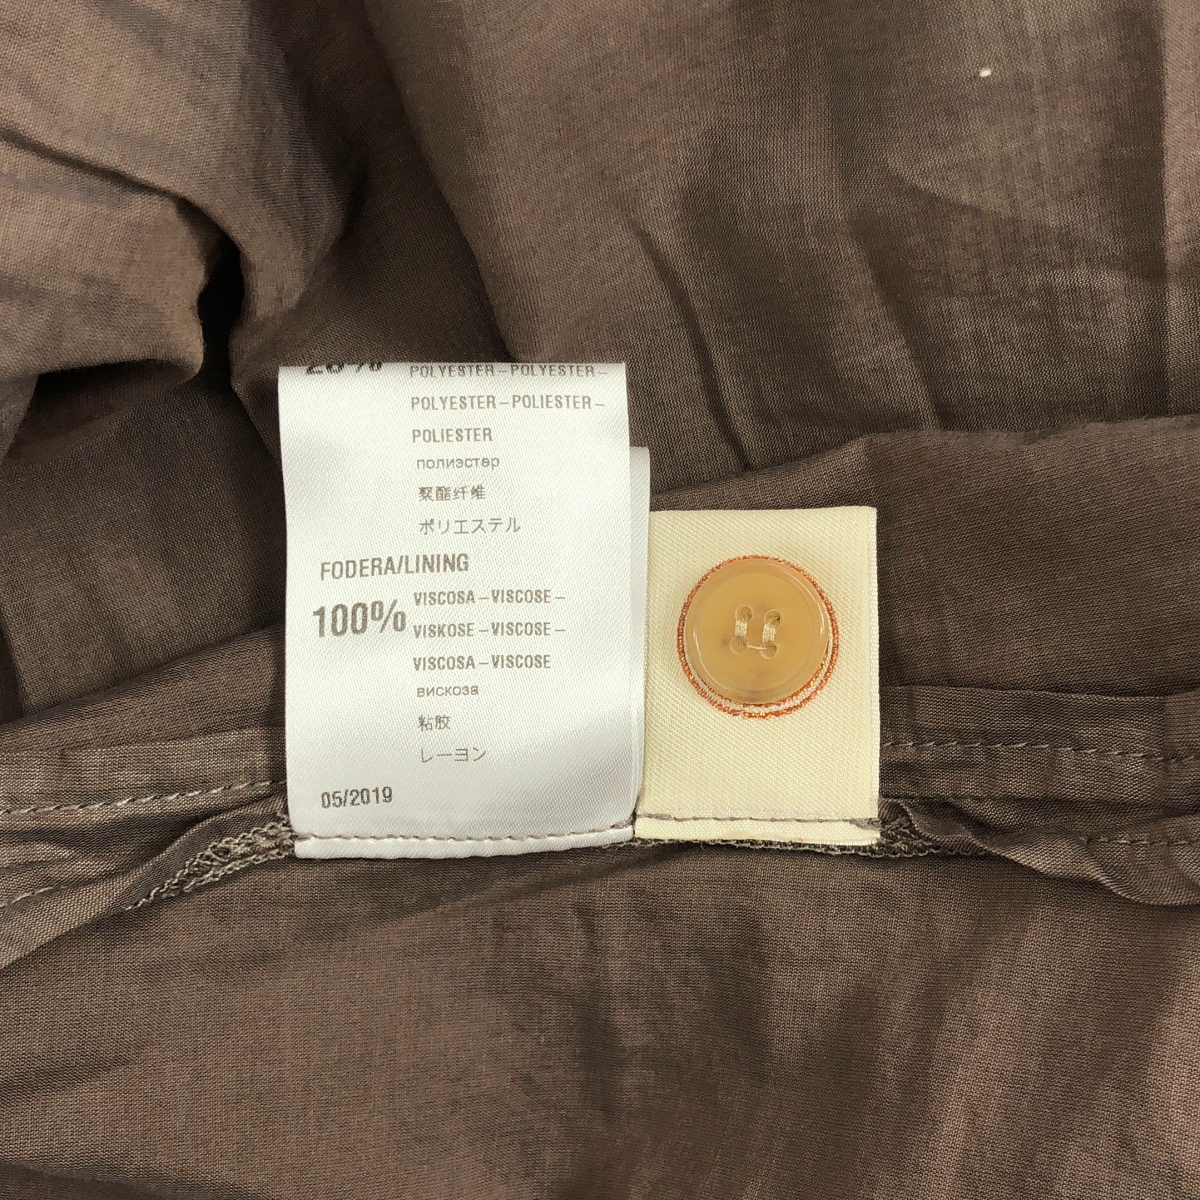 POLYESTER – POLYESTER –
POLYESTER – POLIESTER –
POLIESTER
полиэстер
聚酯纤维
ポリエステル
FODERA/LINING
100% VISCOSA – VISCOSE –
VISKOSE – VISCOSE –
VISCOSA – VISCOSE
вискоза
粘胶
レーヨン
05/2019